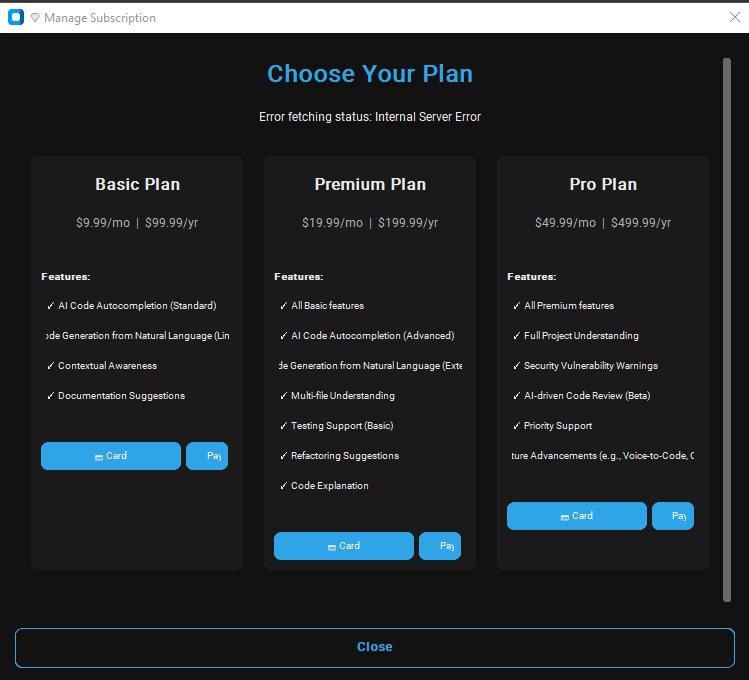 Manage Subscription
Choose Your Plan
Error fetching status: Internal Server Error
Basic Plan
$9.99/mo | $99.99/yr
Features:
✓ AI Code Autocompletion (Standard)
ode Generation from Natural Language (Lin
✓ Contextual Awareness
✓ Documentation Suggestions
Card
Pay
Premium Plan
$19.99/mo | $199.99/yr
Features:
✓ All Basic features
✓ AI Code Autocompletion (Advanced)
de Generation from Natural Language (Exte
✓ Multi-file Understanding
✓ Testing Support (Basic)
✓ Refactoring Suggestions
✓ Code Explanation
Card
Pay
Pro Plan
$49.99/mo | $499.99/yr
Features:
✓ All Premium features
✓ Full Project Understanding
✓ Security Vulnerability Warnings
✓ AI-driven Code Review (Beta)
✓ Priority Support
ture Advancements (e.g., Voice-to-Code, C
Card
Pay
Close